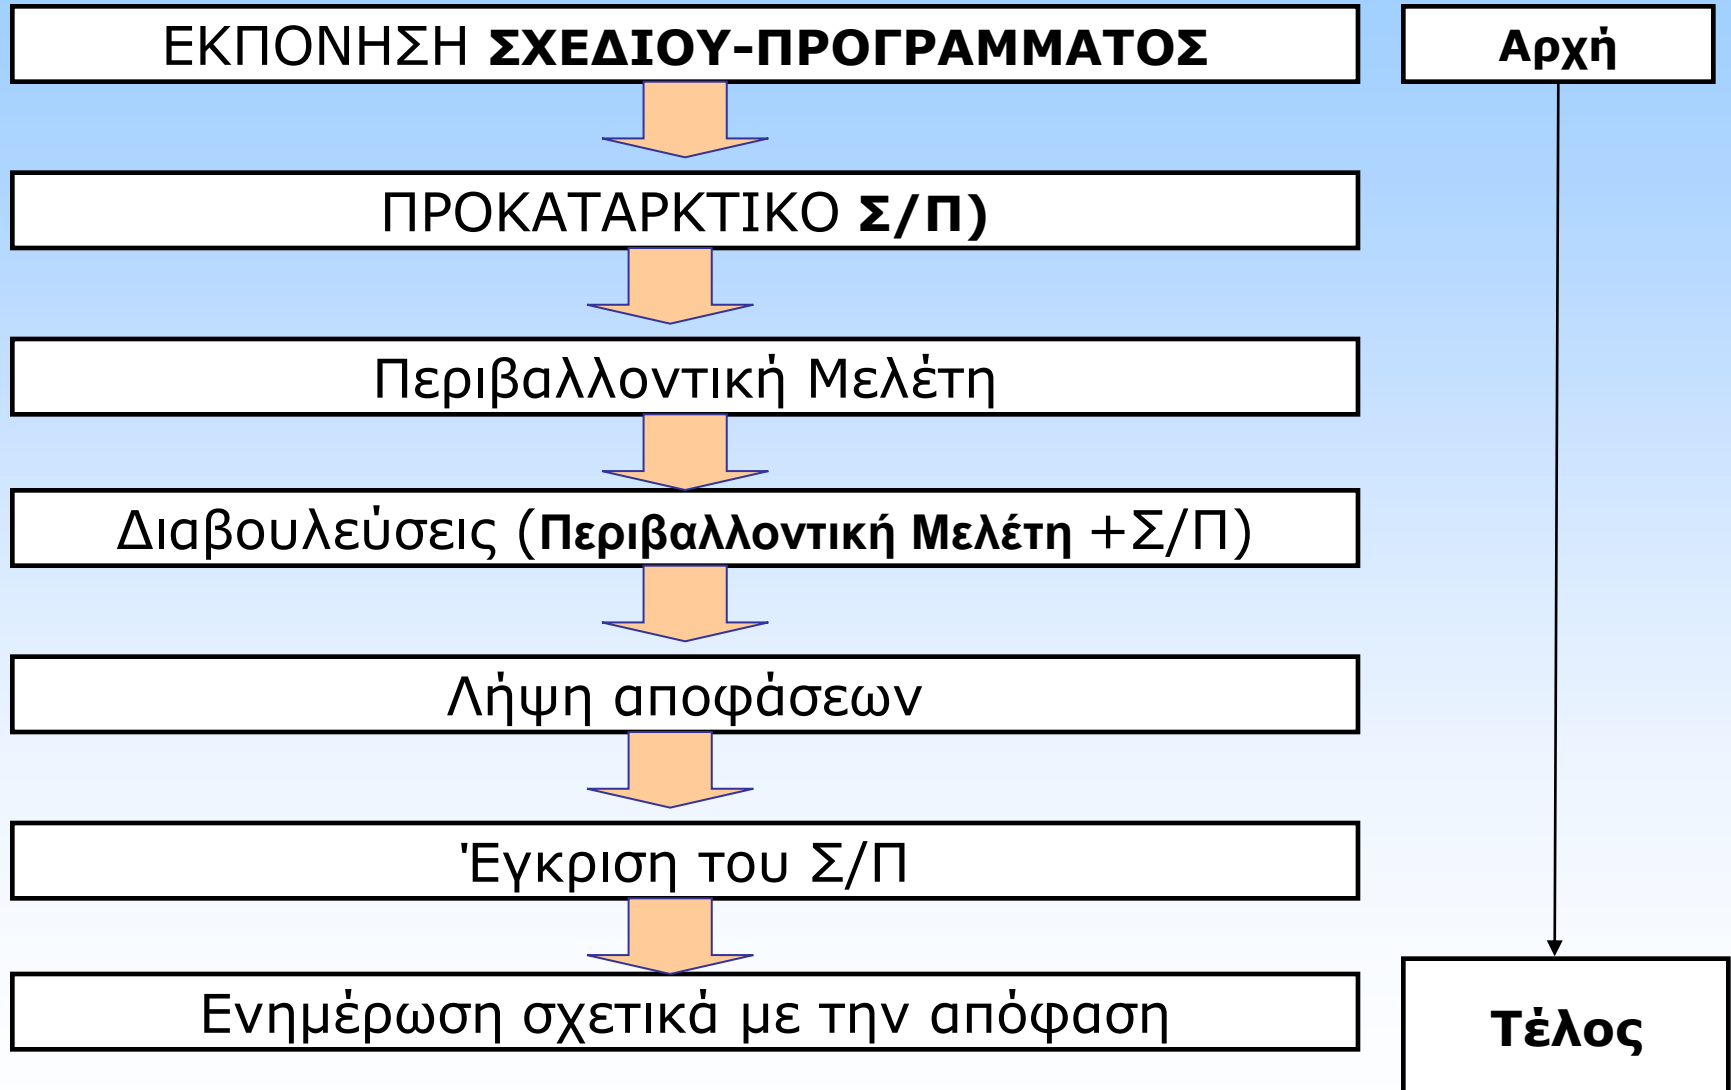 ΕΚΠΟΝΗΣΗ ΣΧΕΔΙΟΥ-ΠΡΟΓΡΑΜΜΑΤΟΣ
Αρχή
ΠΡΟΚΑΤΑΡΚΤΙΚΟ Σ/Π)
Περιβαλλοντική Μελέτη
Διαβουλεύσεις (Περιβαλλοντική Μελέτη +Σ/Π)
Λήψη αποφάσεων
Έγκριση του Σ/Π
Ενημέρωση σχετικά με την απόφαση
Τέλος